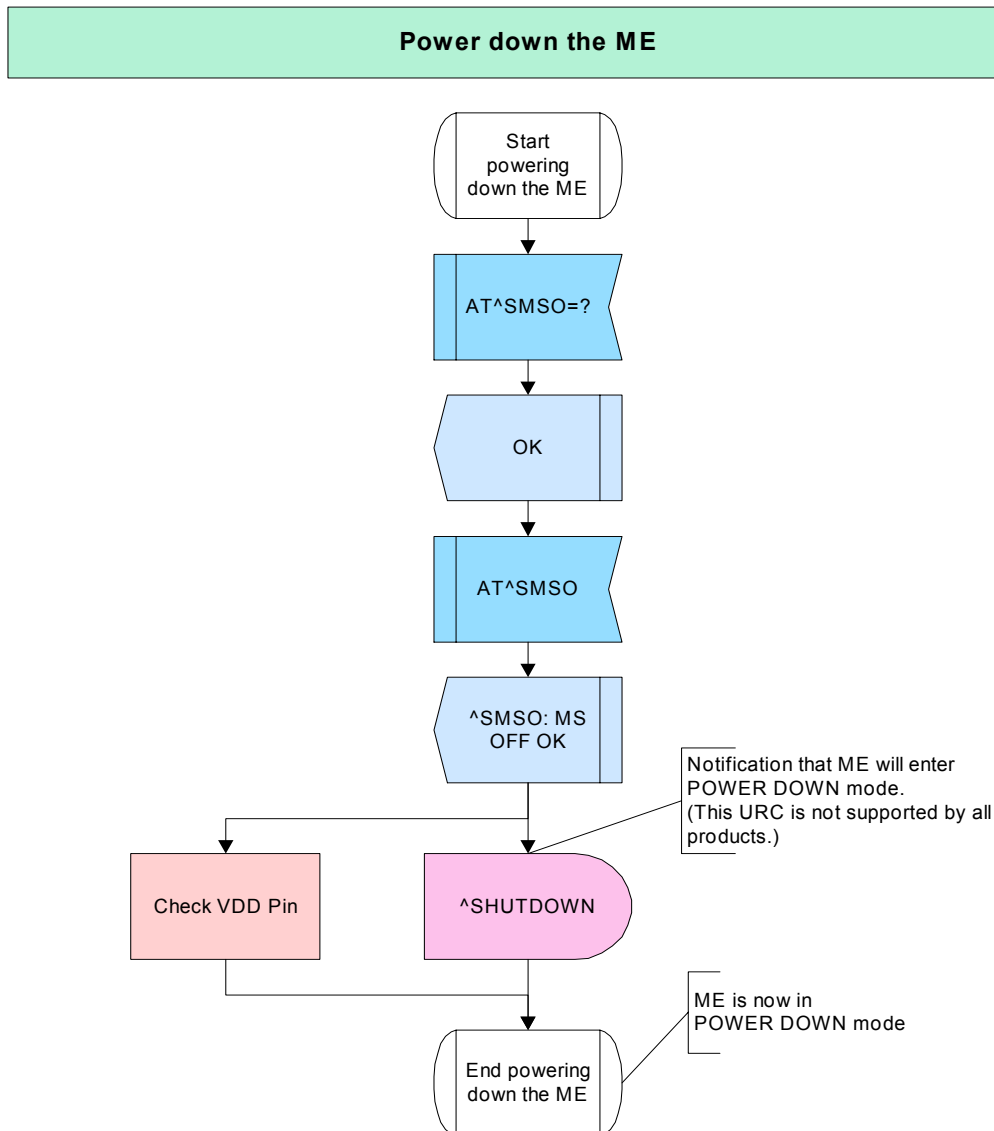 Power down the ME
Start
powering
down the ME
AT^SMSO=?
OK
AT^SMSO
^SMSO: MS
OFF OK
Notification that ME will enter
POWER DOWN mode.
(This URC is not supported by all
products.)
Check VDD Pin
^SHUTDOWN
ME is now in
POWER DOWN mode
End powering
down the ME